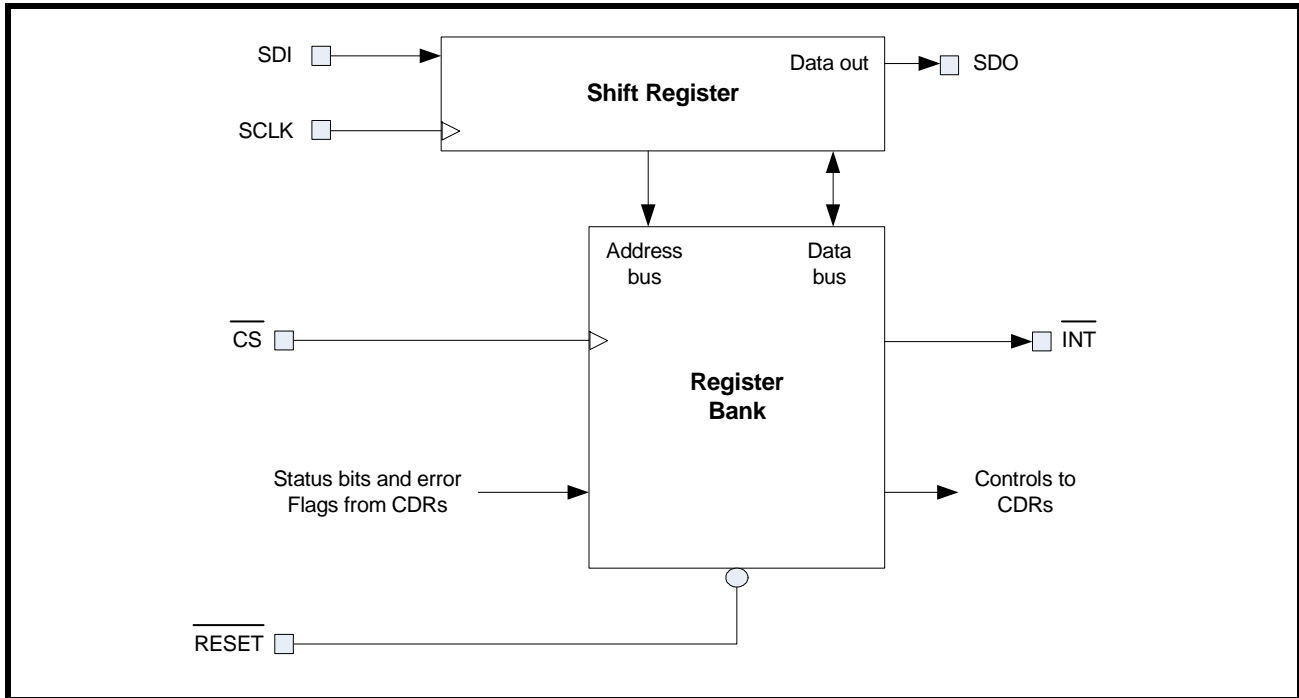 SDI
Data out
SDO
Shift Register
SCLK
Address
bus
Data
bus
CS
INT
Register
Bank
Status bits and error
Flags from CDRs
Controls to
CDRs
RESET